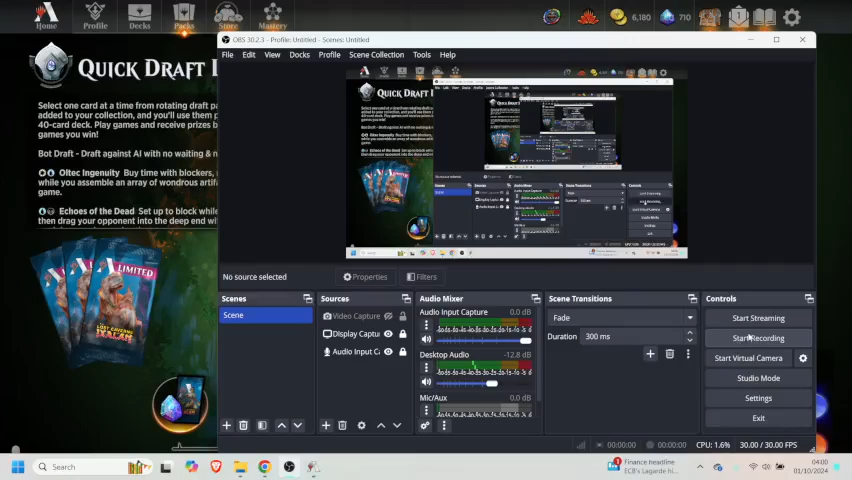 Home
Profile
Decks
Packs
Store
Mastery
6,180
710
QUICK DRAFT
Select one card at a time from rotating draft pa
added to your collection, and you'll use them
40-card deck. Play games and receive prizes b
games you win!
Bot Draft - Draft against AI with no waiting & n
Oltec Ingenuity Buy time with blockers,
while you assemble an array of wondrous artifa
game.
Echoes of the Dead Set up to block while
then drag your opponent into the deep end wi
LIMITED
LOST CAVERNS
IXALAN
OBS 30.2.3 - Profile: Untitled - Scenes: Untitled
File
Edit
View
Docks
Profile
Scene Collection
Tools
Help
QUICK DRAFT
No source selected
Properties
Filters
Scenes
Scene
Sources
Video Capture
Display Captu
Audio Input Ca
Audio Mixer
Audio Input Capture
0.0 dB
Desktop Audio
-12.8 dB
Mic/Aux
0.0 dB
Scene Transitions
Fade
Duration
300 ms
Controls
Start Streaming
Start Recording
Start Virtual Camera
Studio Mode
Settings
Exit
00:00:00
00:00:00
CPU: 1.6%
30.00 / 30.00 FPS
Search
1
Finance headline
ECB's Lagarde hi...
04:00
01/10/2024